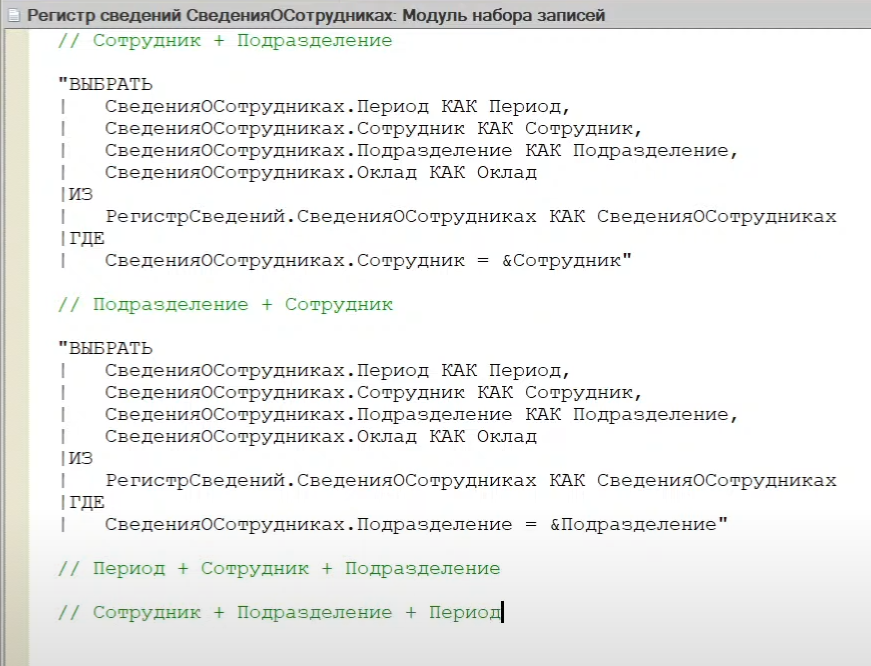 Регистр сведений СведенияОСотрудниках: Модуль набора записей
// Сотрудник + Подразделение
"ВЫБРАТЬ
|   СведенияОСотрудниках.Период КАК Период,
|   СведенияОСотрудниках.Сотрудник КАК Сотрудник,
|   СведенияОСотрудниках.Подразделение КАК Подразделение,
|   СведенияОСотрудниках.Оклад КАК Оклад
|ИЗ
|   РегистрСведений.СведенияОСотрудниках КАК СведенияОСотрудниках
|ГДЕ
|   СведенияОСотрудниках.Сотрудник = &Сотрудник"
// Подразделение + Сотрудник
"ВЫБРАТЬ
|   СведенияОСотрудниках.Период КАК Период,
|   СведенияОСотрудниках.Сотрудник КАК Сотрудник,
|   СведенияОСотрудниках.Подразделение КАК Подразделение,
|   СведенияОСотрудниках.Оклад КАК Оклад
|ИЗ
|   РегистрСведений.СведенияОСотрудниках КАК СведенияОСотрудниках
|ГДЕ
|   СведенияОСотрудниках.Подразделение = &Подразделение"
// Период + Сотрудник + Подразделение
// Сотрудник + Подразделение + Период